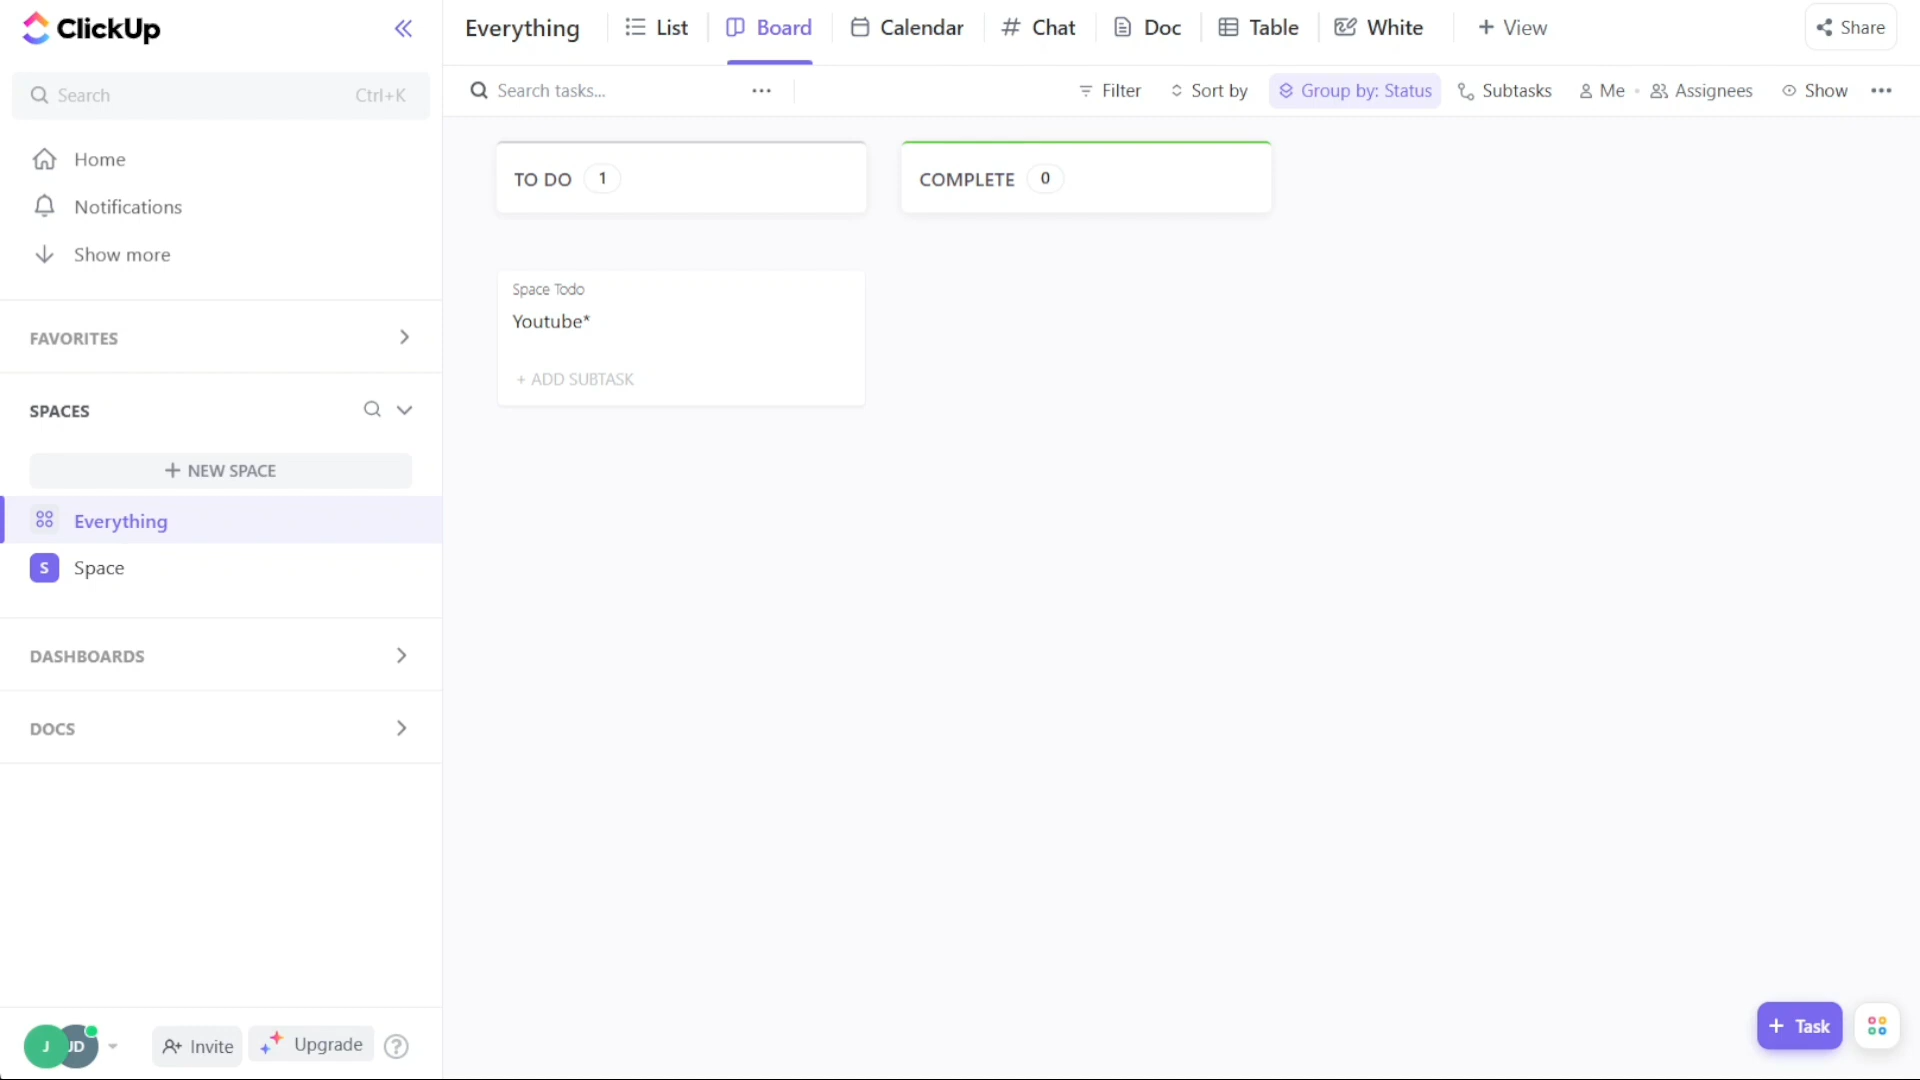 ClickUp
Search Ctrl+K
Home
Notifications
Show more
FAVORITES
SPACES
+ NEW SPACE
Everything
S Space
DASHBOARDS
DOCS
J JD Invite Upgrade ?
Everything List Board Calendar # Chat Doc Table White + View Share
Search tasks... Filter Sort by Group by: Status Subtasks Me Assignees Show
TO DO 1
COMPLETE 0
Space Todo
Youtube*
+ ADD SUBTASK
+ Task